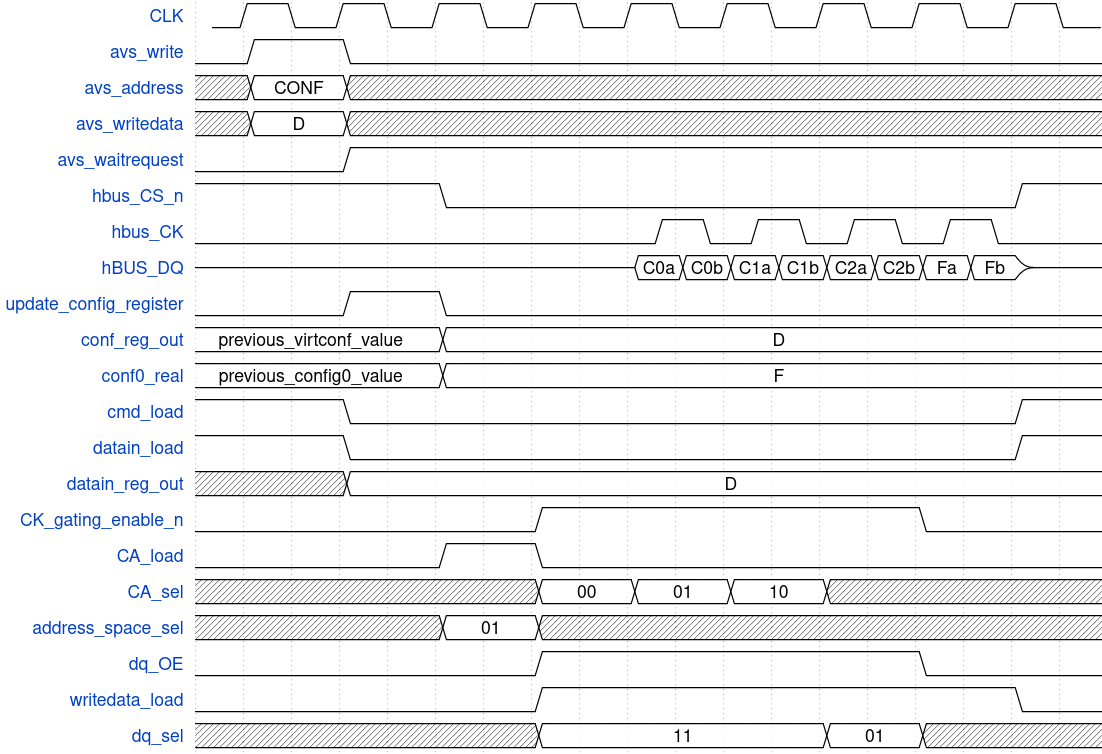 CLK
avs_write
avs_address CONF
avs_writedata D
avs_waitrequest
hbus_CS_n
hbus_CK
hBUS_DQ C0a C0b C1a C1b C2a C2b Fa Fb
update_config_register
conf_reg_out previous_virtconf_value D
conf0_real previous_config0_value F
cmd_load
datain_load
datain_reg_out D
CK_gating_enable_n
CA_load
CA_sel 00 01 10
address_space_sel 01
dq_OE
writedata_load
dq_sel 11 01